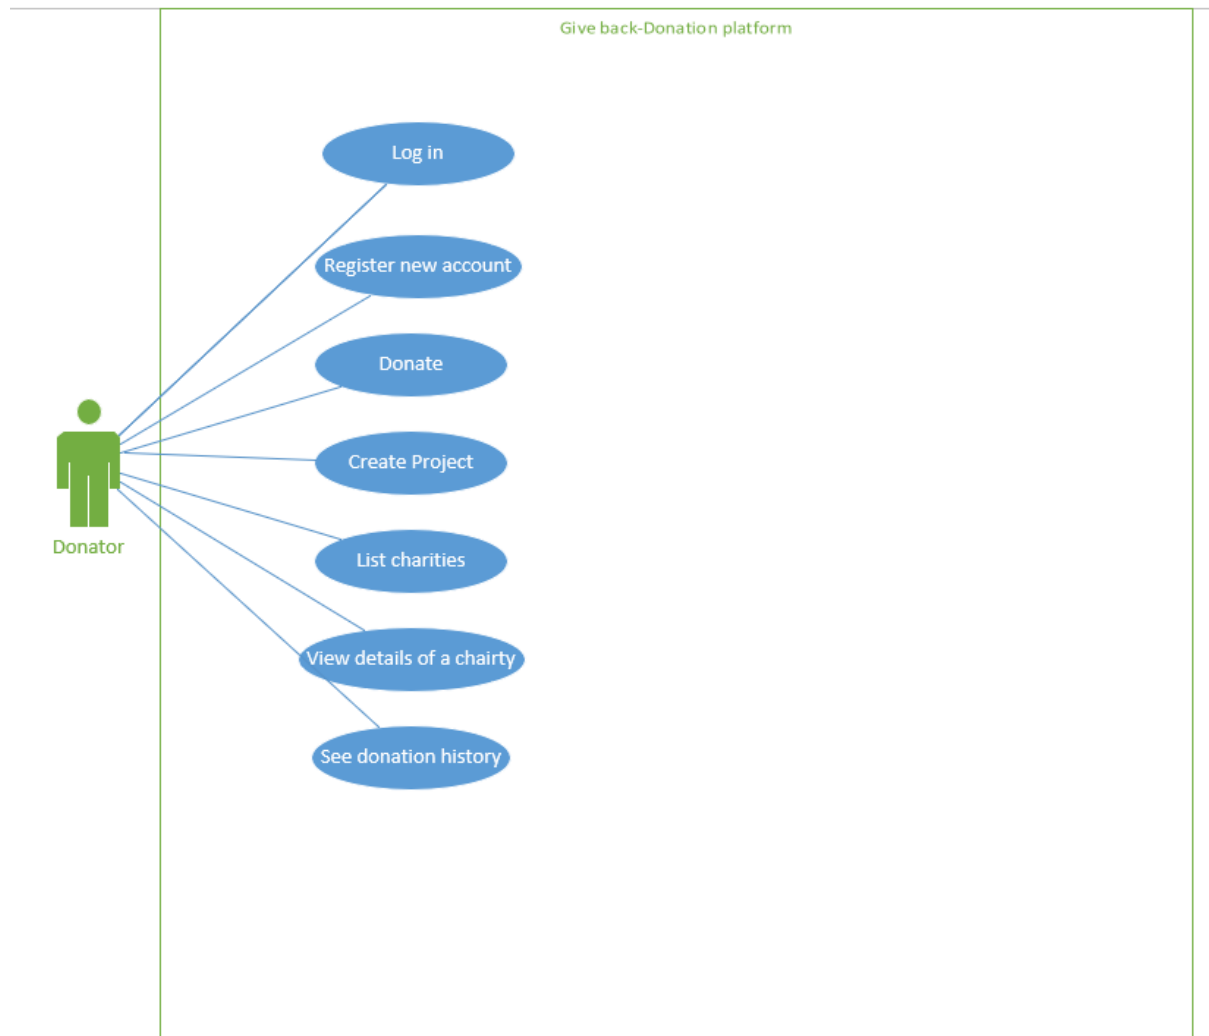 Give back-Donation platform
Log in
Register new account
Donate
Create Project
List charities
View details of a chairty
See donation history
Donator